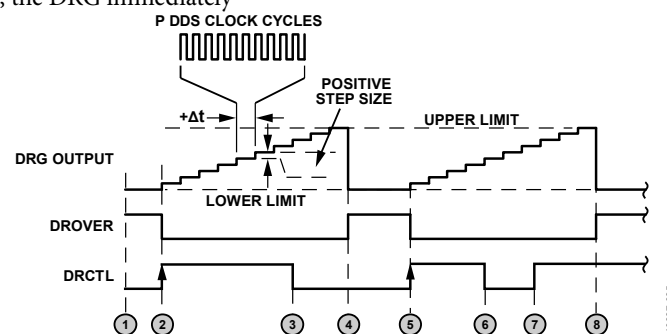 , the DRG immediately
P DDS CLOCK CYCLES
POSITIVE
STEP SIZE
+Δt
UPPER LIMIT
DRG OUTPUT
LOWER LIMIT
DROVER
DRCTL
1 2 3 4 5 6 7 8